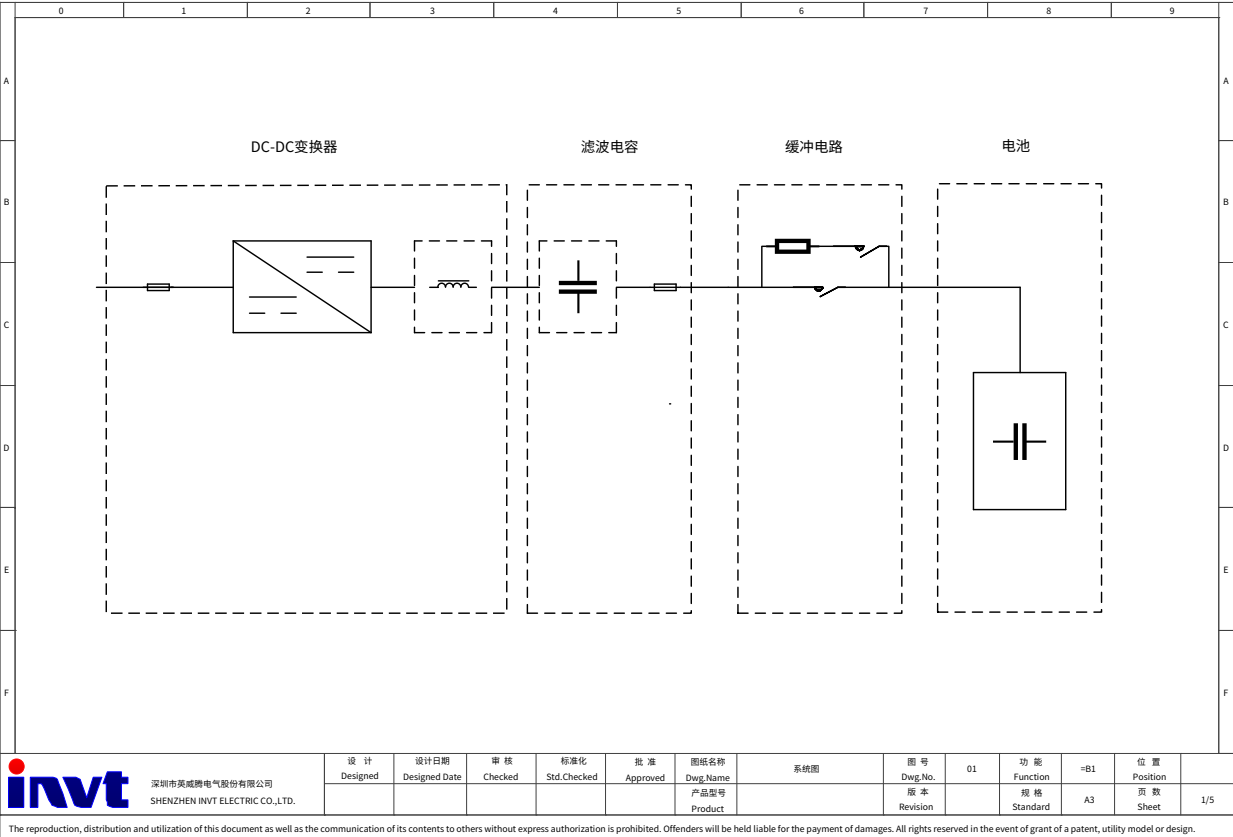 0 1 2 3 4 5 6 7 8 9
A A
DC-DC变换器 滤波电容 缓冲电路 电池
B B
C C
D D
E E
F F
invt
深圳市英威腾电气股份有限公司
SHENZHEN INVT ELECTRIC CO.,LTD.
设 计 设计日期 审 核 标准化 批 准 图纸名称 系统图 图 号 01 功 能 =B1 位 置
Designed Designed Date Checked Std.Checked Approved Dwg.Name Dwg.No. Function Position
产品型号 版 本 规 格 A3 页 数 1/5
Product Revision Standard Sheet
The reproduction, distribution and utilization of this document as well as the communication of its contents to others without express authorization is prohibited. Offenders will be held liable for the payment of damages. All rights reserved in the event of grant of a patent, utility model or design.